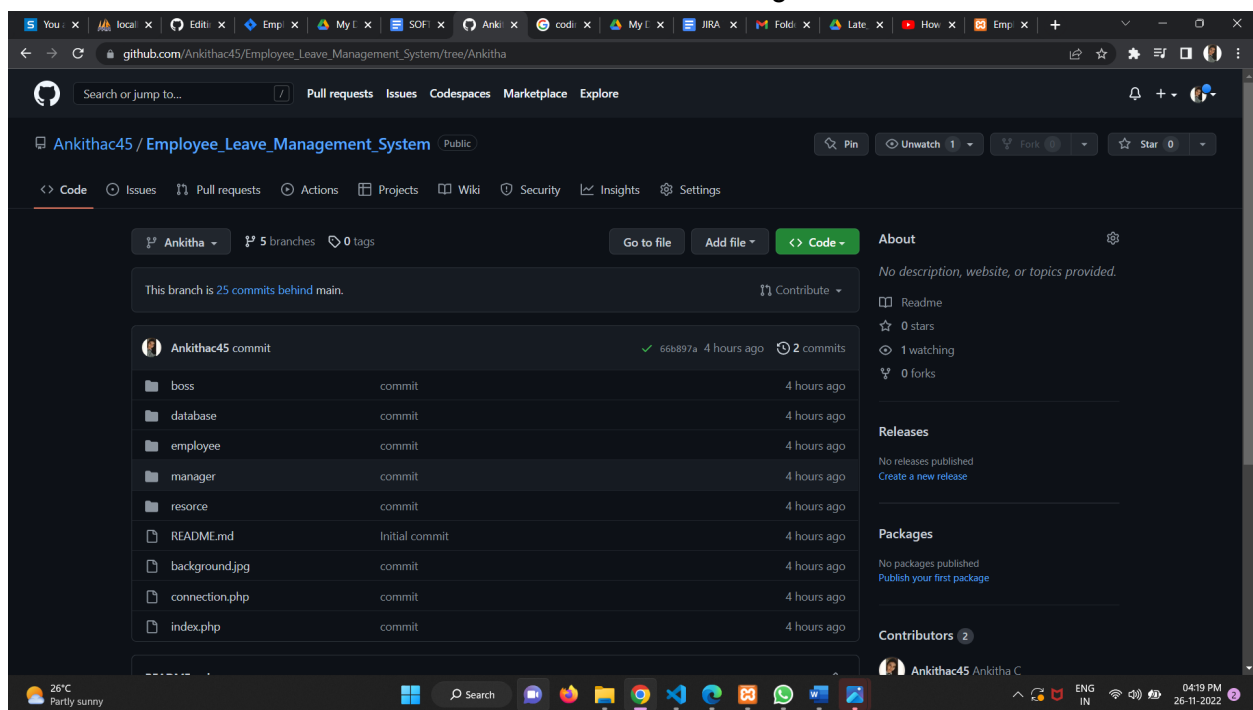 You a
local
Editi
Empl
My D
SOFT
Anki
codin
My D
JIRA
Fold
Late
How
Emp
github.com/Ankithac45/Employee_Leave_Management_System/tree/Ankitha
Search or jump to... / Pull requests Issues Codespaces Marketplace Explore
Ankithac45 / Employee_Leave_Management_System Public Pin Unwatch 1 Fork 0 Star 0
Code Issues Pull requests Actions Projects Wiki Security Insights Settings
Ankitha 5 branches 0 tags Go to file Add file Code
This branch is 25 commits behind main. Contribute
Ankithac45 commit 66b897a 4 hours ago 2 commits
boss commit 4 hours ago
database commit 4 hours ago
employee commit 4 hours ago
manager commit 4 hours ago
resorce commit 4 hours ago
README.md Initial commit 4 hours ago
background.jpg commit 4 hours ago
connection.php commit 4 hours ago
index.php commit 4 hours ago
About
No description, website, or topics provided.
Readme
0 stars
1 watching
0 forks
Releases
No releases published
Create a new release
Packages
No packages published
Publish your first package
Contributors 2
Ankithac45 Ankitha C
26°C
Partly sunny
Search
ENG
IN
04:19 PM
26-11-2022
2